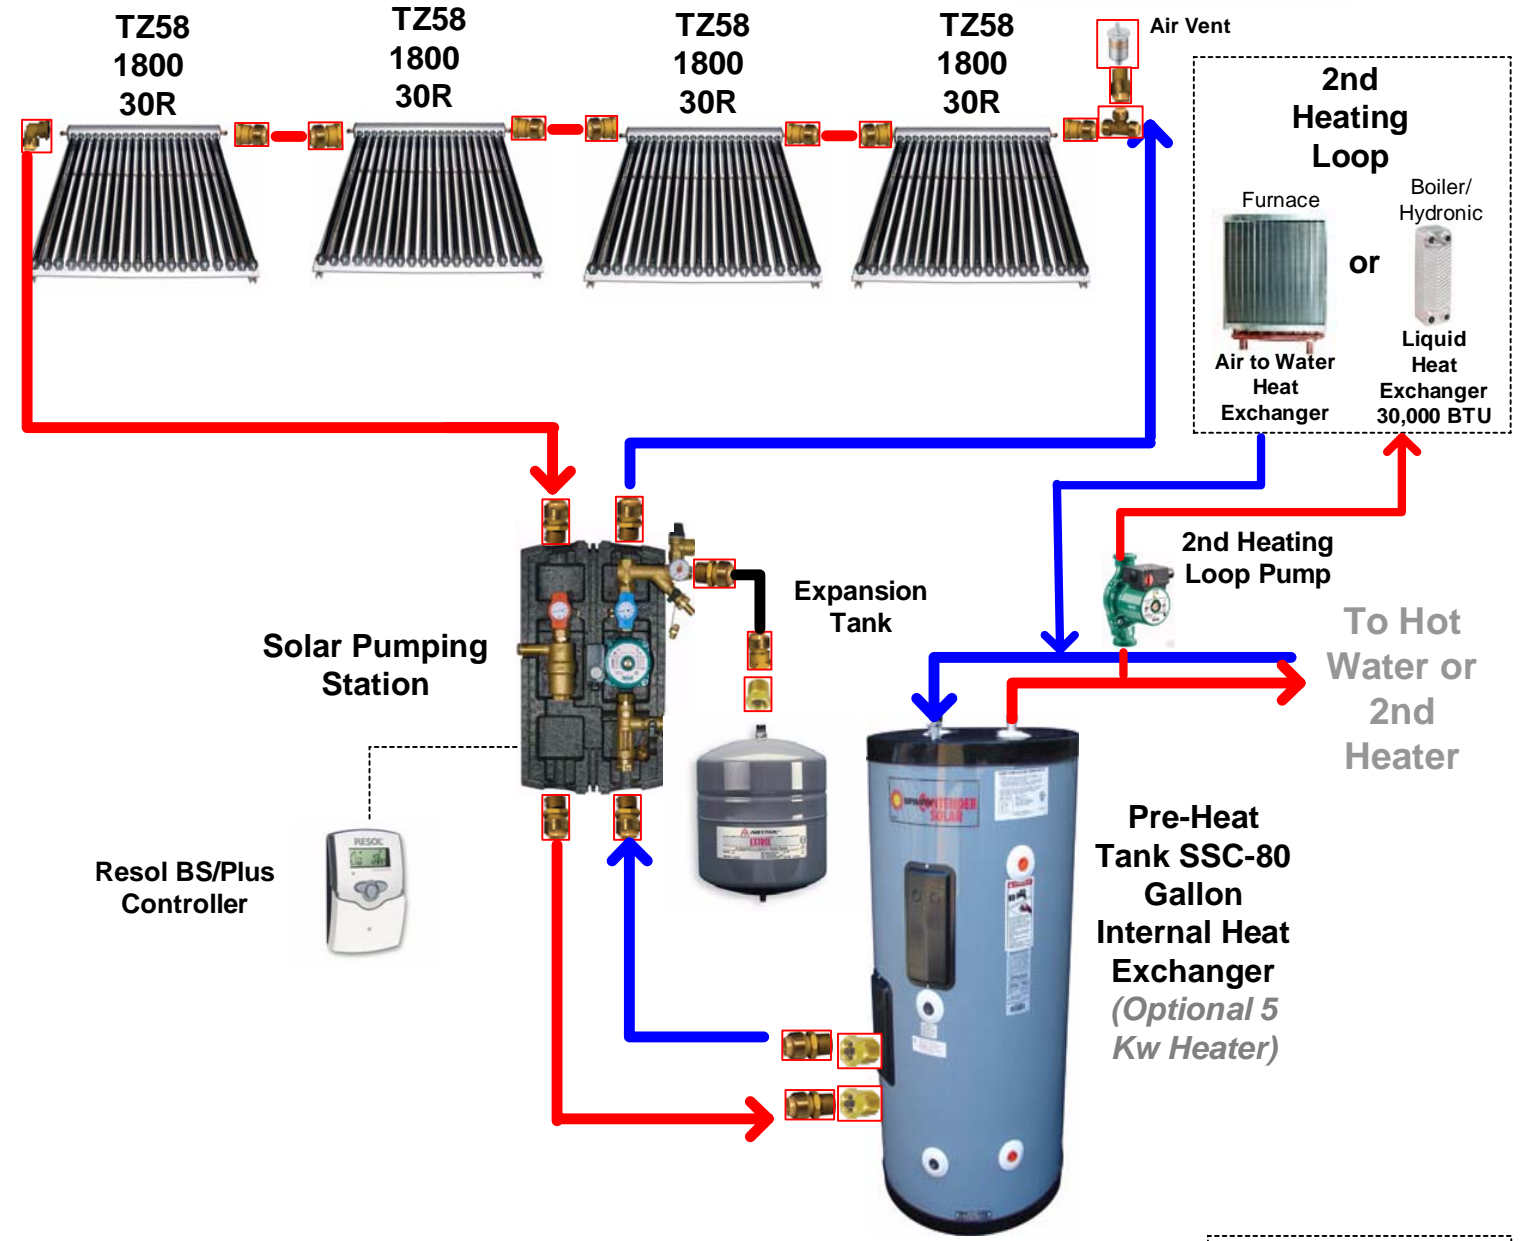 TZ58
1800
30R
TZ58
1800
30R
TZ58
1800
30R
TZ58
1800
30R
Air Vent
2nd
Heating
Loop
Furnace
Boiler/
Hydronic
or
Air to Water
Heat
Exchanger
Liquid
Heat
Exchanger
30,000 BTU
2nd Heating
Loop Pump
Expansion
Tank
To Hot
Water or
2nd
Heater
Solar Pumping
Station
Resol BS/Plus
Controller
RESOL
EXTROL
SOLAR
Pre-Heat
Tank SSC-80
Gallon
Internal Heat
Exchanger
(Optional 5
Kw Heater)